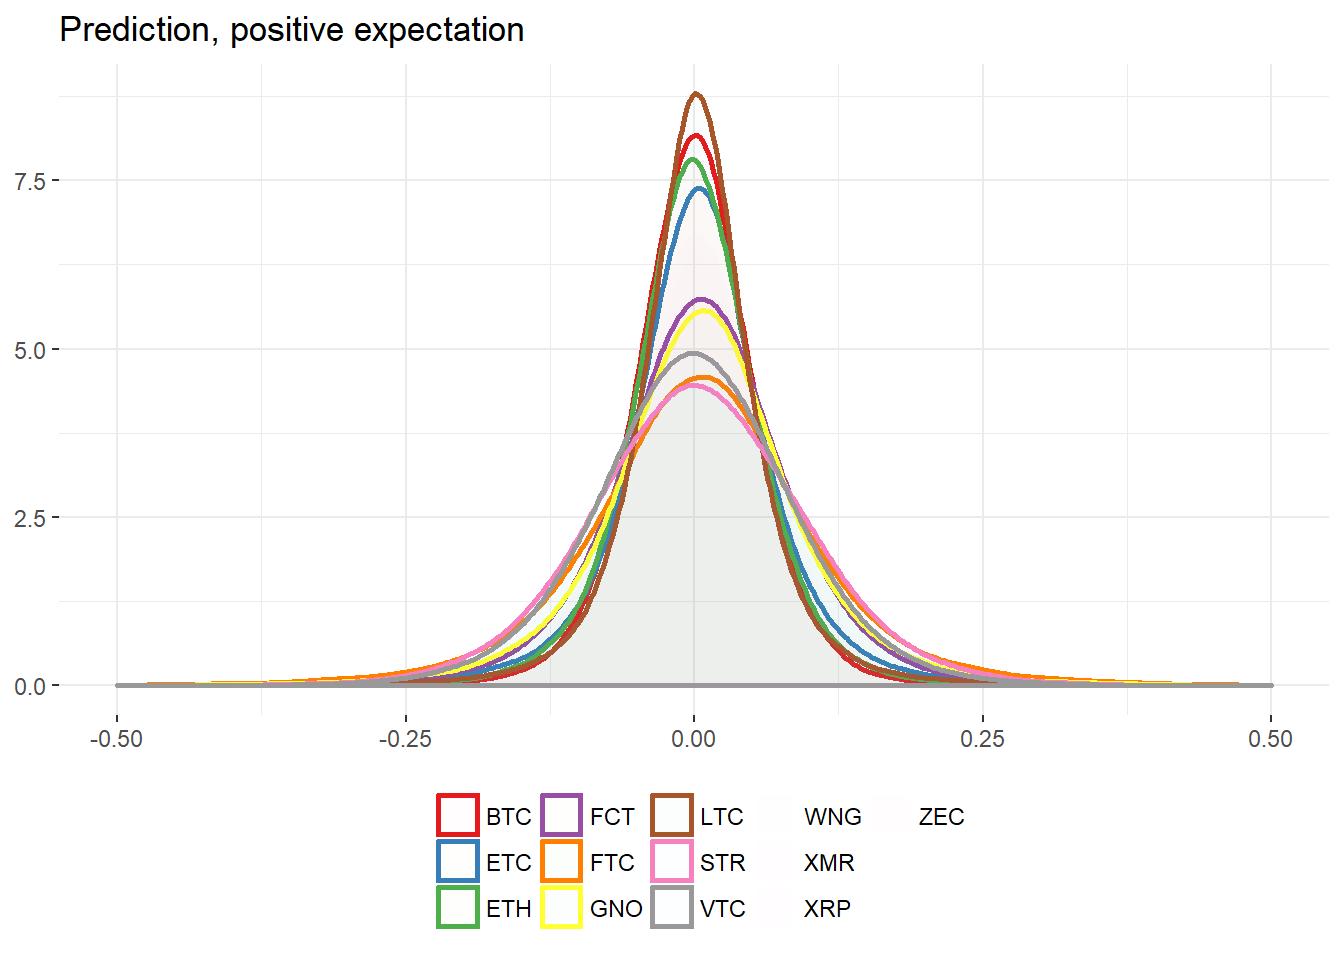 Prediction, positive expectation
7.5
5.0
2.5
0.0
-0.50 -0.25 0.00 0.25 0.50
BTC FCT LTC WNG ZEC
ETC FTC STR XMR
ETH GNO VTC XRP